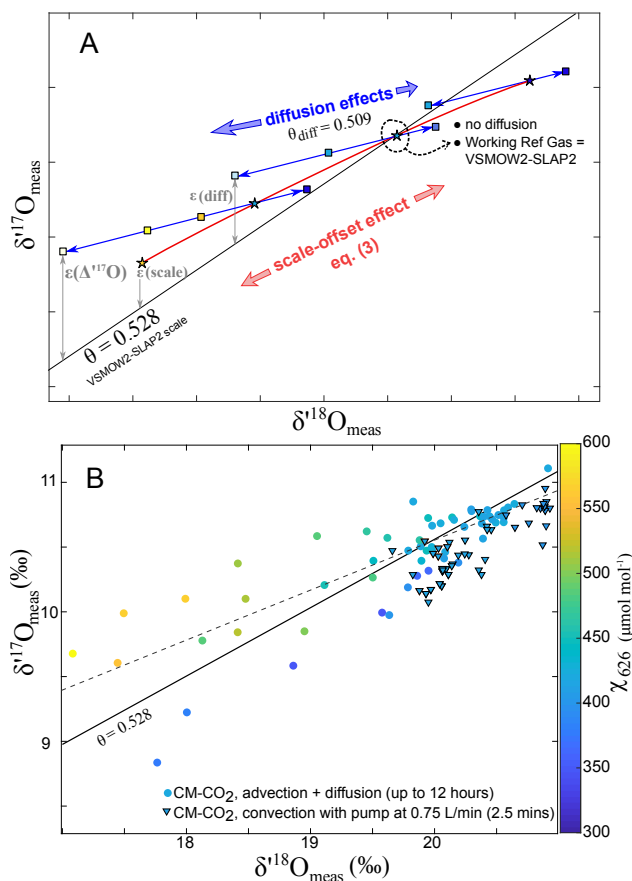 A
diffusion effects
θdiff = 0.509
● no diffusion
● Working Ref Gas =
VSMOW2-SLAP2
δ'¹⁷Omeas
ε(diff)
scale-offset effect
eq. (3)
ε(Δ'¹⁷O)
ε(scale)
θ = 0.528
VSMOW2-SLAP2 scale
δ'¹⁸Omeas
B
11
10
9
δ'¹⁷Omeas (‰)
θ = 0.528
CM-CO₂, advection + diffusion (up to 12 hours)
CM-CO₂, convection with pump at 0.75 L/min (2.5 mins)
18
19
20
δ'¹⁸Omeas (‰)
600
550
500
450
400
350
300
χ₆₂₆ (μmol mol⁻¹)